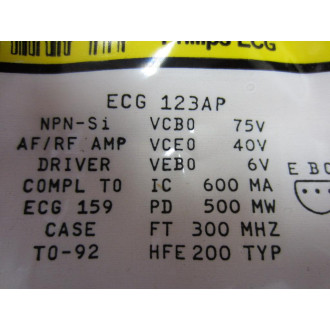 Philips ECG
ECG 123AP
NPN-Si VCBO 75V
AF/RF AMP VCEO 40V
DRIVER VEBO 6V
E B C
COMPL TO IC 600 MA
ECG 159 PD 500 MW
CASE FT 300 MHZ
TO-92 HFE 200 TYP